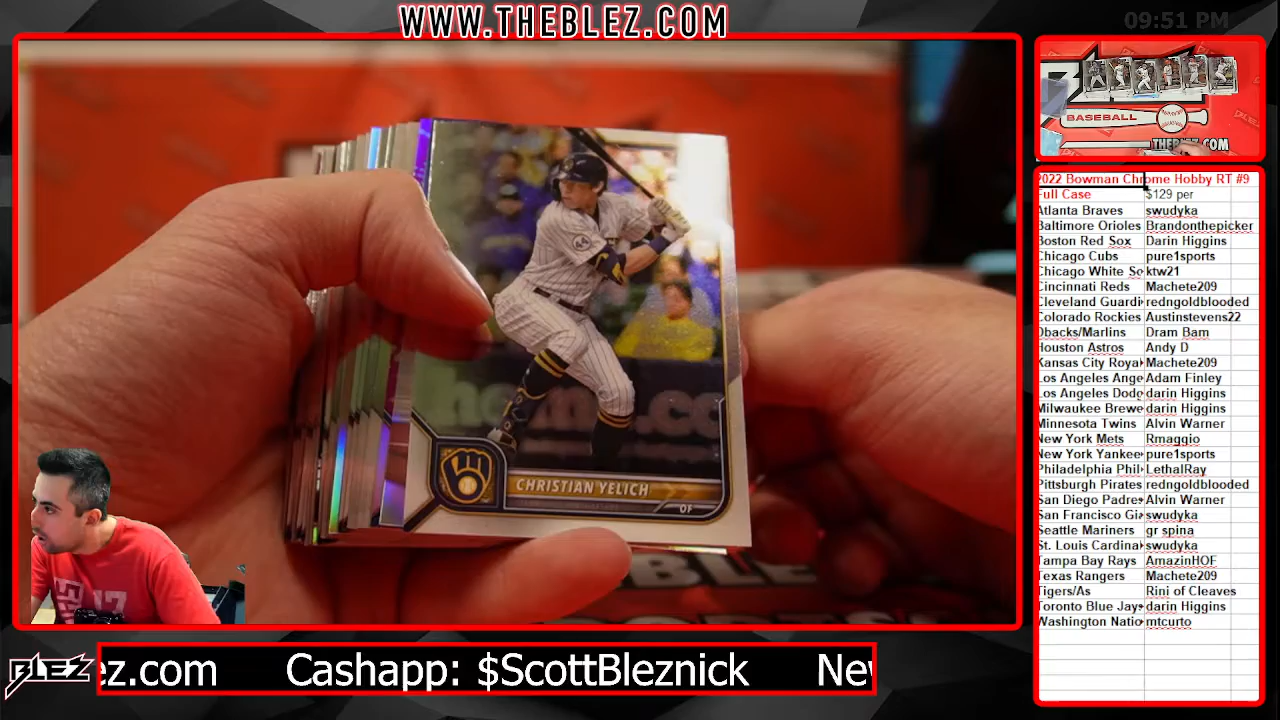 WWW.THEBLEZ.COM
09:51 PM
BASEBALL
THEBLEZ.COM
CHRISTIAN YELICH
OF
2022 Bowman Chrome Hobby RT #9
Full Case $129 per
Atlanta Braves swudyka
Baltimore Orioles Brandonthepicker
Boston Red Sox Darin Higgins
Chicago Cubs pure1sports
Chicago White So ktw21
Cincinnati Reds Machete209
Cleveland Guardi redngoldblooded
Colorado Rockies Austinstevens22
Dbacks/Marlins Dram Bam
Houston Astros Andy D
Kansas City Roya Machete209
Los Angeles Ange Adam Finley
Los Angeles Dodg darin Higgins
Milwaukee Brewe darin Higgins
Minnesota Twins Alvin Warner
New York Mets Rmaggio
New York Yankee pure1sports
Philadelphia Phil LethalRay
Pittsburgh Pirates redngoldblooded
San Diego Padre Alvin Warner
San Francisco Gi swudyka
Seattle Mariners gr spina
St. Louis Cardina swudyka
Tampa Bay Rays AmazinHOF
Texas Rangers Machete209
Tigers/As Rini of Cleaves
Toronto Blue Jay darin Higgins
Washington Natio mtcurto
BLEZ
ez.com Cashapp: $ScottBleznick Nev